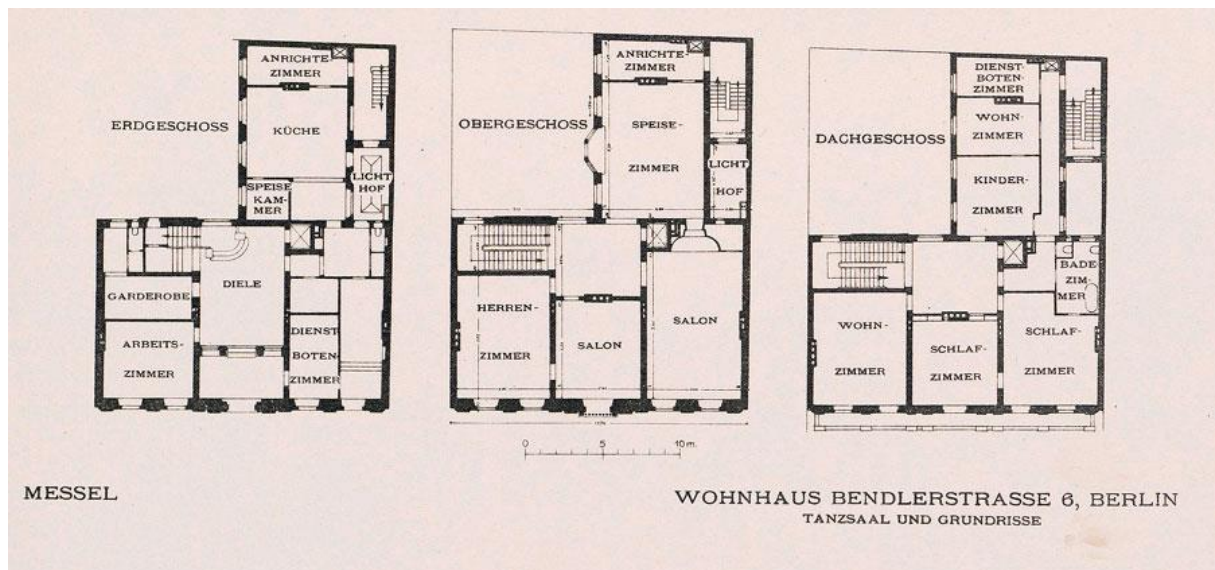 ERDGESCHOSS
ANRICHTE-
ZIMMER
KÜCHE
SPEISE
KAM-
MER
LICHT
HOF
GARDEROBE
DIELE
ARBEITS-
ZIMMER
DIENST
BOTEN-
ZIMMER
OBERGESCHOSS
ANRICHTE-
ZIMMER
SPEISE-
ZIMMER
LICHT
HOF
HERREN-
ZIMMER
SALON
SALON
DACHGESCHOSS
DIENST-
BOTEN-
ZIMMER
WOHN-
ZIMMER
KINDER-
ZIMMER
BADE-
ZIM-
MER
WOHN-
ZIMMER
SCHLAF-
ZIMMER
SCHLAF-
ZIMMER
0 5 10 m.
MESSEL
WOHNHAUS BENDLERSTRASSE 6, BERLIN
TANZSAAL UND GRUNDRISSE